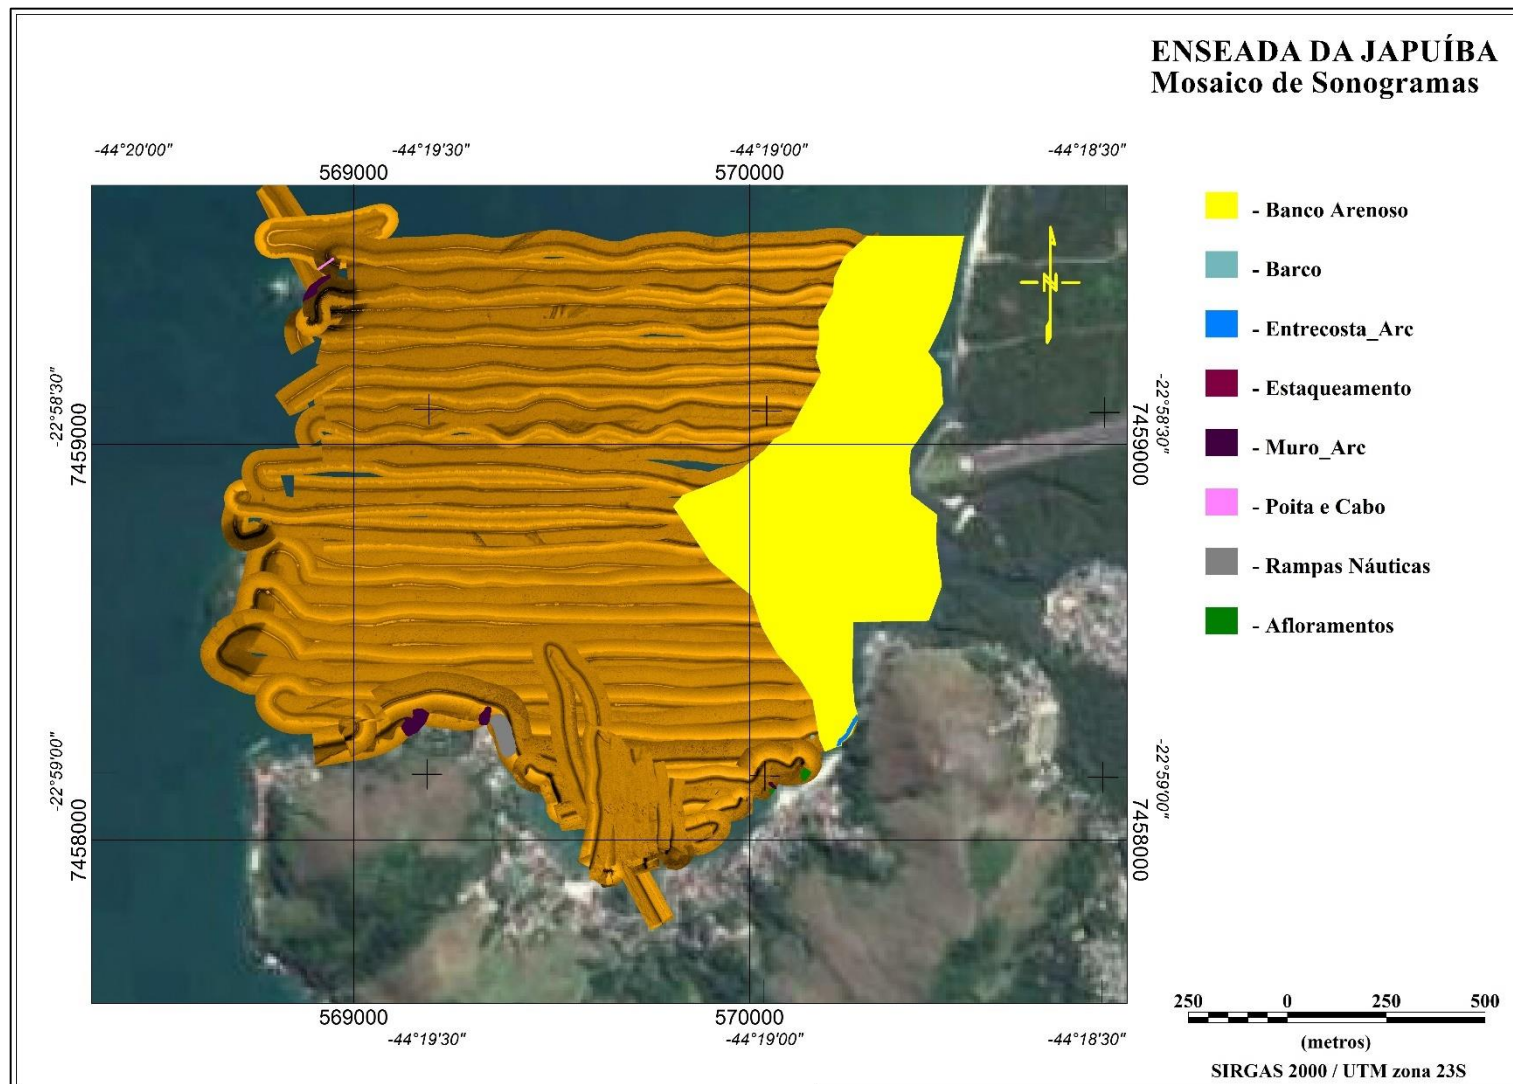 ENSEADA DA JAPUÍBA
Mosaico de Sonogramas
-44°20'00" -44°19'30" -44°19'00" -44°18'30"
569000 570000
- Banco Arenoso
- Barco
- Entrecosta_Arc
- Estaqueamento
- Muro_Arc
- Poita e Cabo
- Rampas Náuticas
- Afloramentos
N
-22°58'30"
7459000
7459000
-22°58'30"
-22°59'00"
7458000
7458000
-22°59'00"
569000 570000
-44°19'30" -44°19'00" -44°18'30"
250 0 250 500
(metros)
SIRGAS 2000 / UTM zona 23S